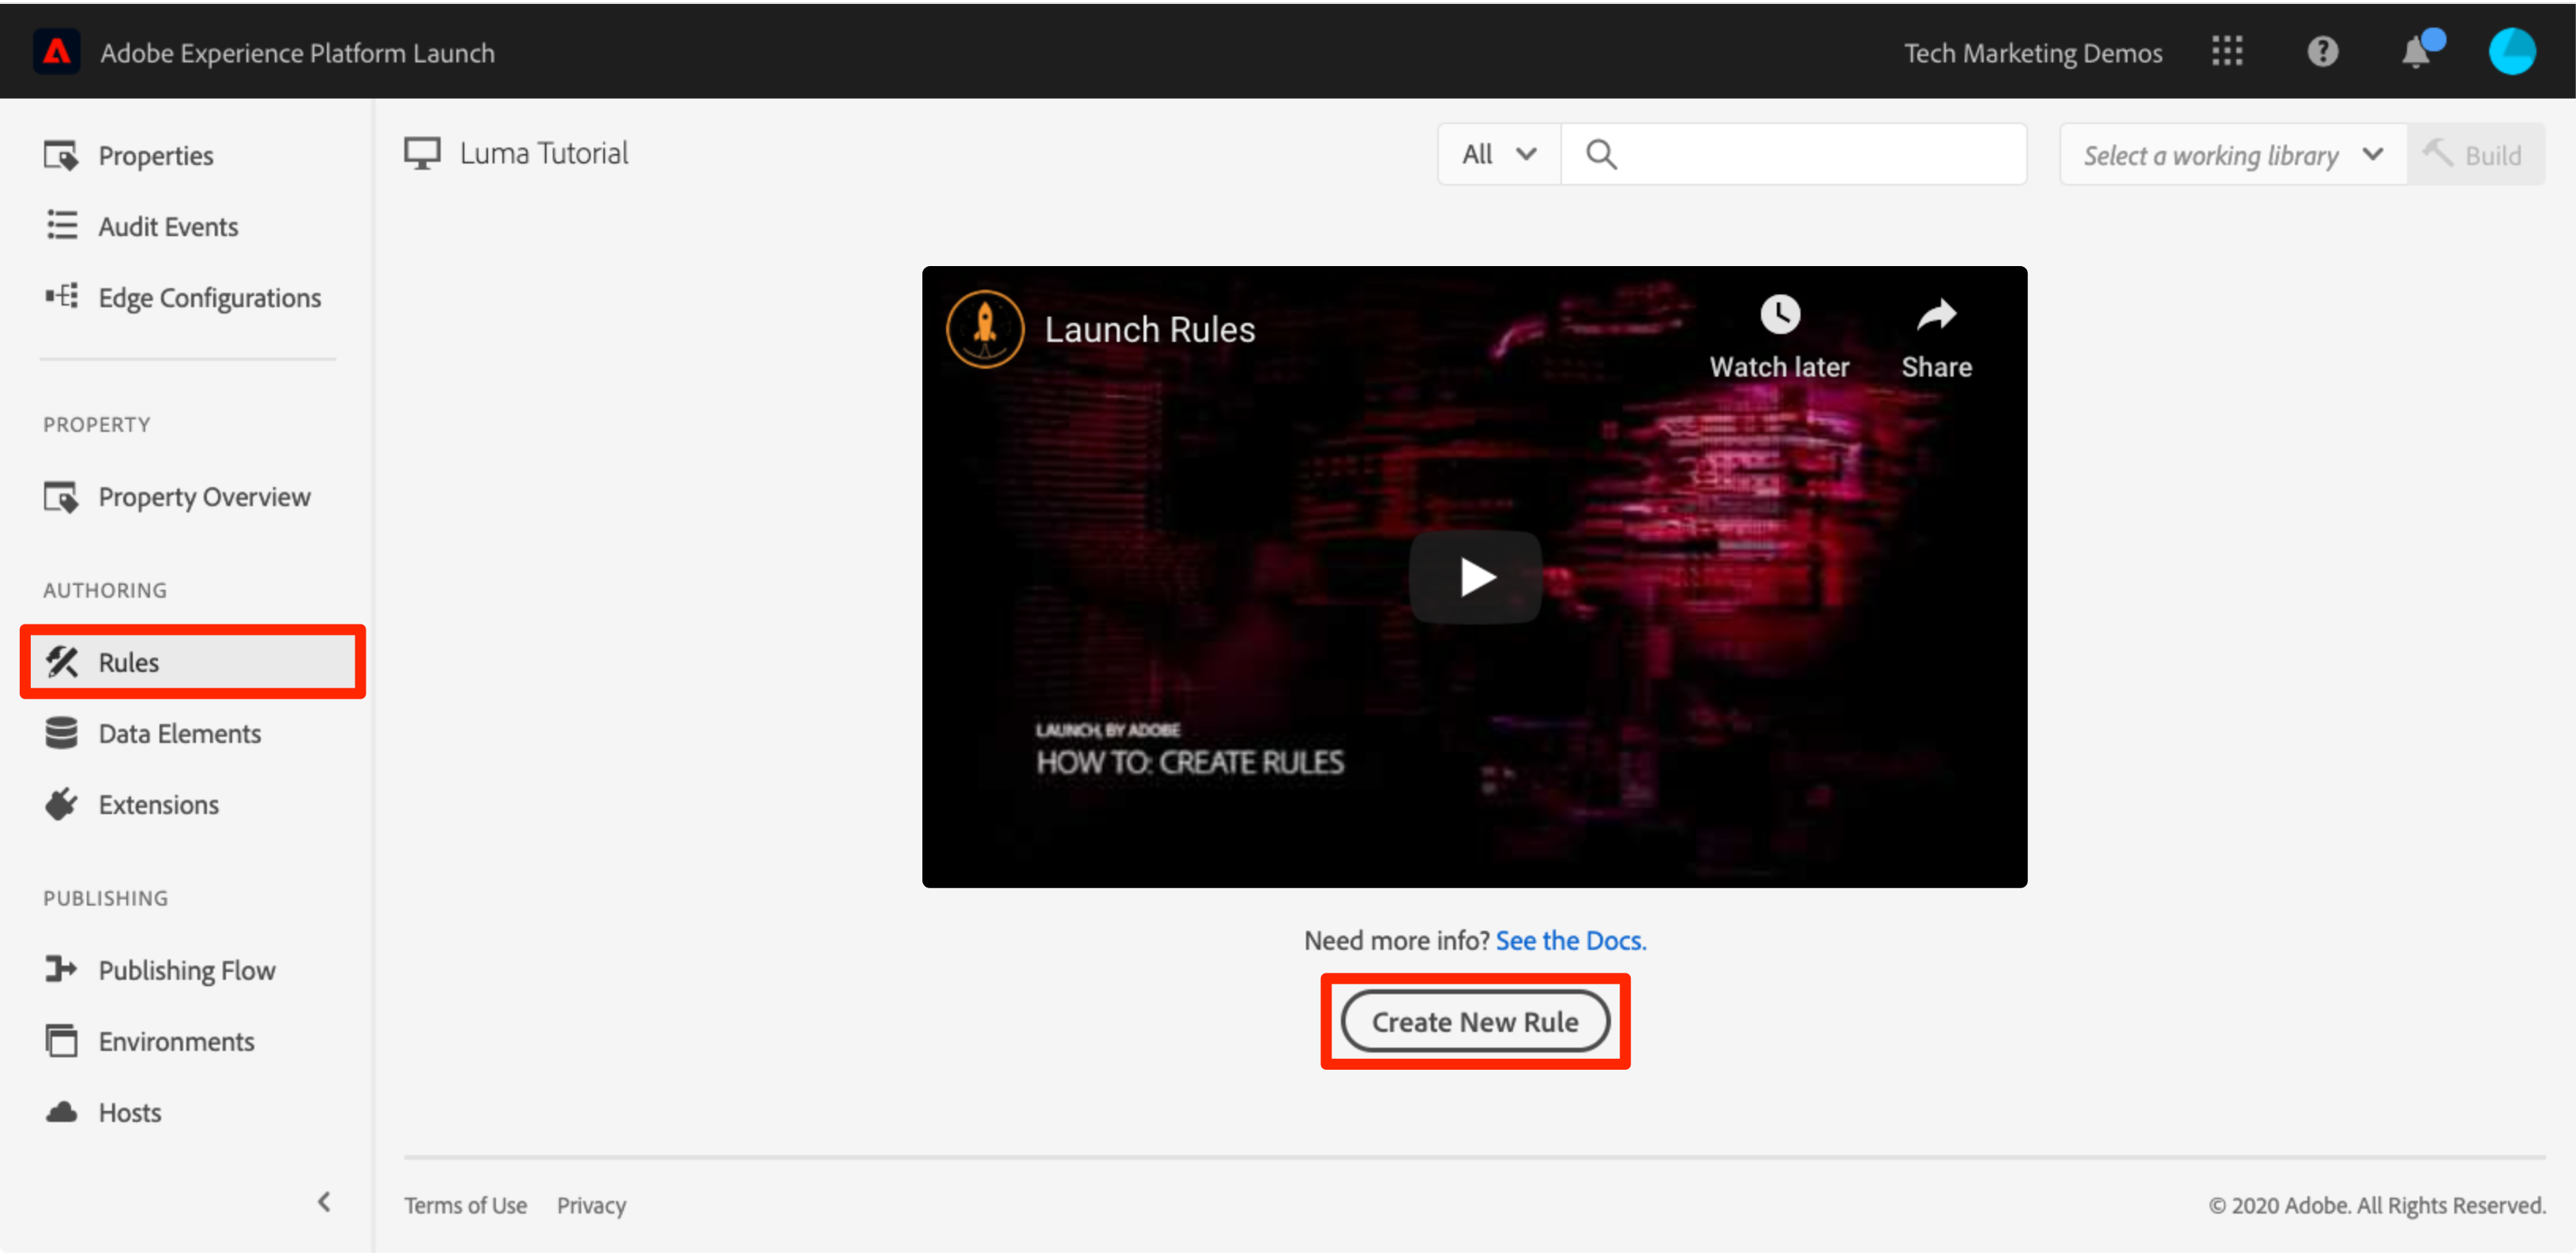 Adobe Experience Platform Launch
Tech Marketing Demos
Properties
Audit Events
Edge Configurations
PROPERTY
Property Overview
AUTHORING
Rules
Data Elements
Extensions
PUBLISHING
Publishing Flow
Environments
Hosts
Luma Tutorial
All
Select a working library
Build
Launch Rules
Watch later
Share
LAUNCH, BY ADOBE
HOW TO: CREATE RULES
Need more info? See the Docs.
Create New Rule
Terms of Use Privacy
© 2020 Adobe. All Rights Reserved.